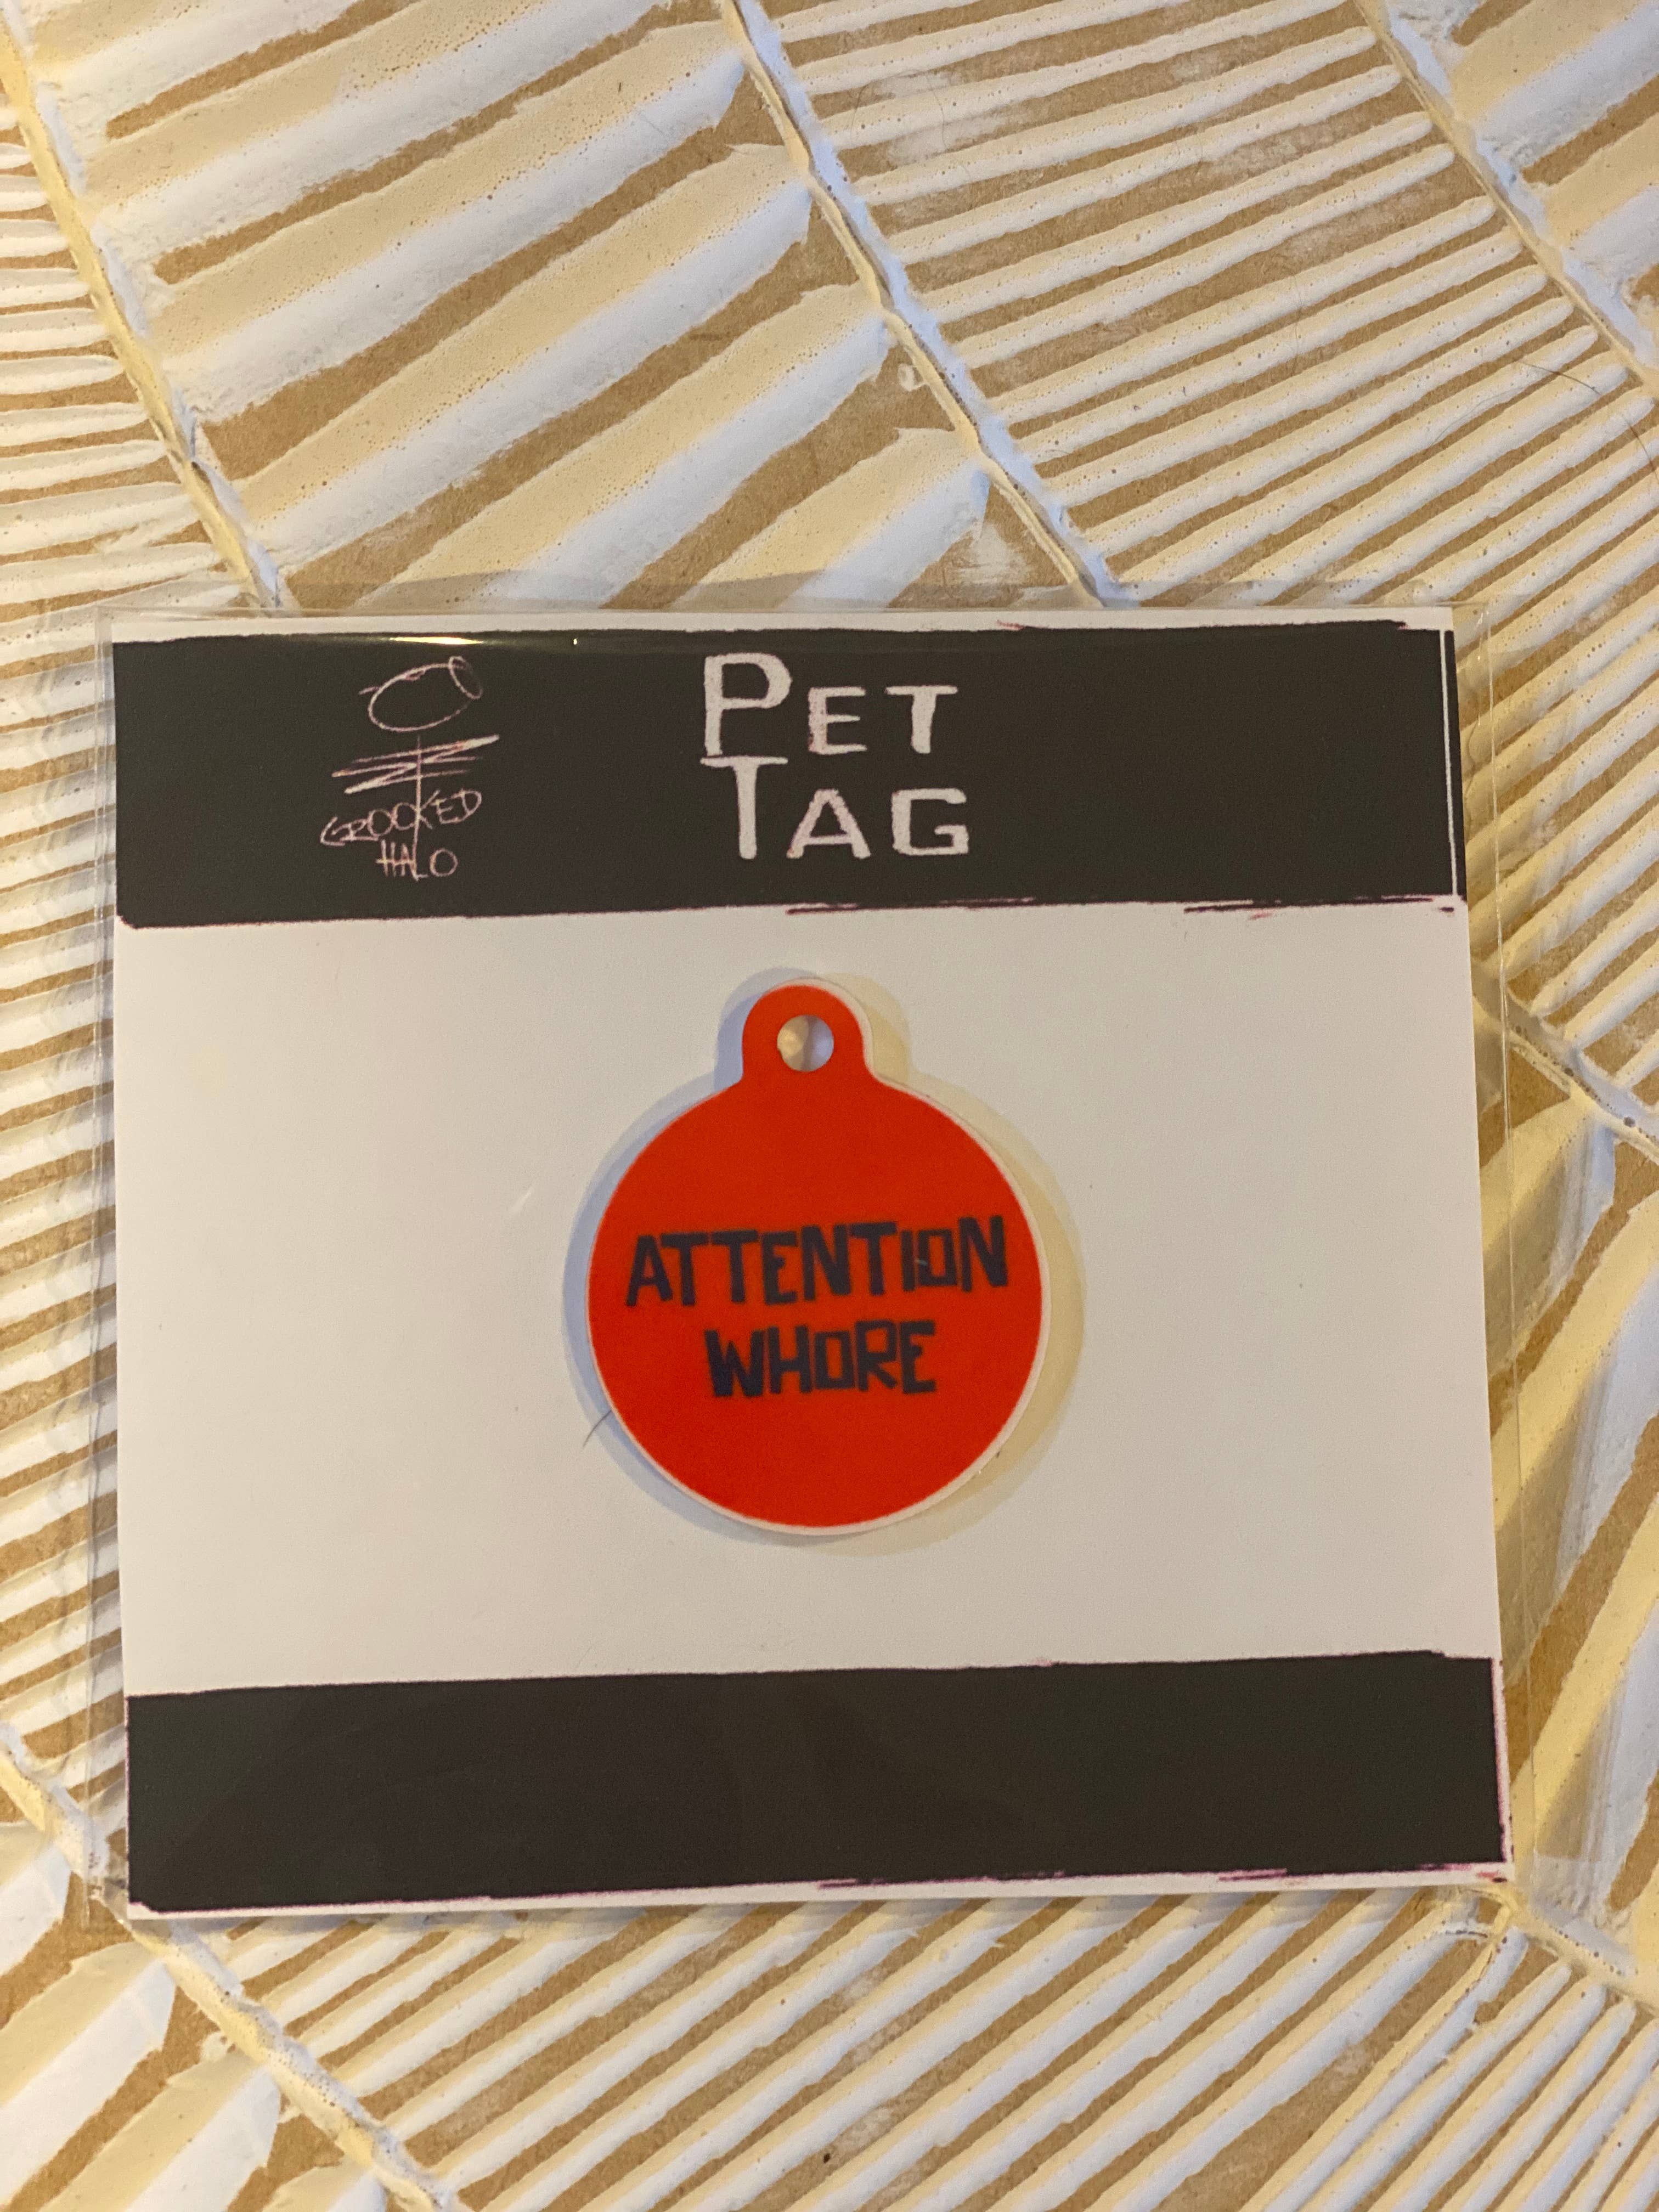 PET
TAG
CROOKED
HALO
ATTENTION
WHORE